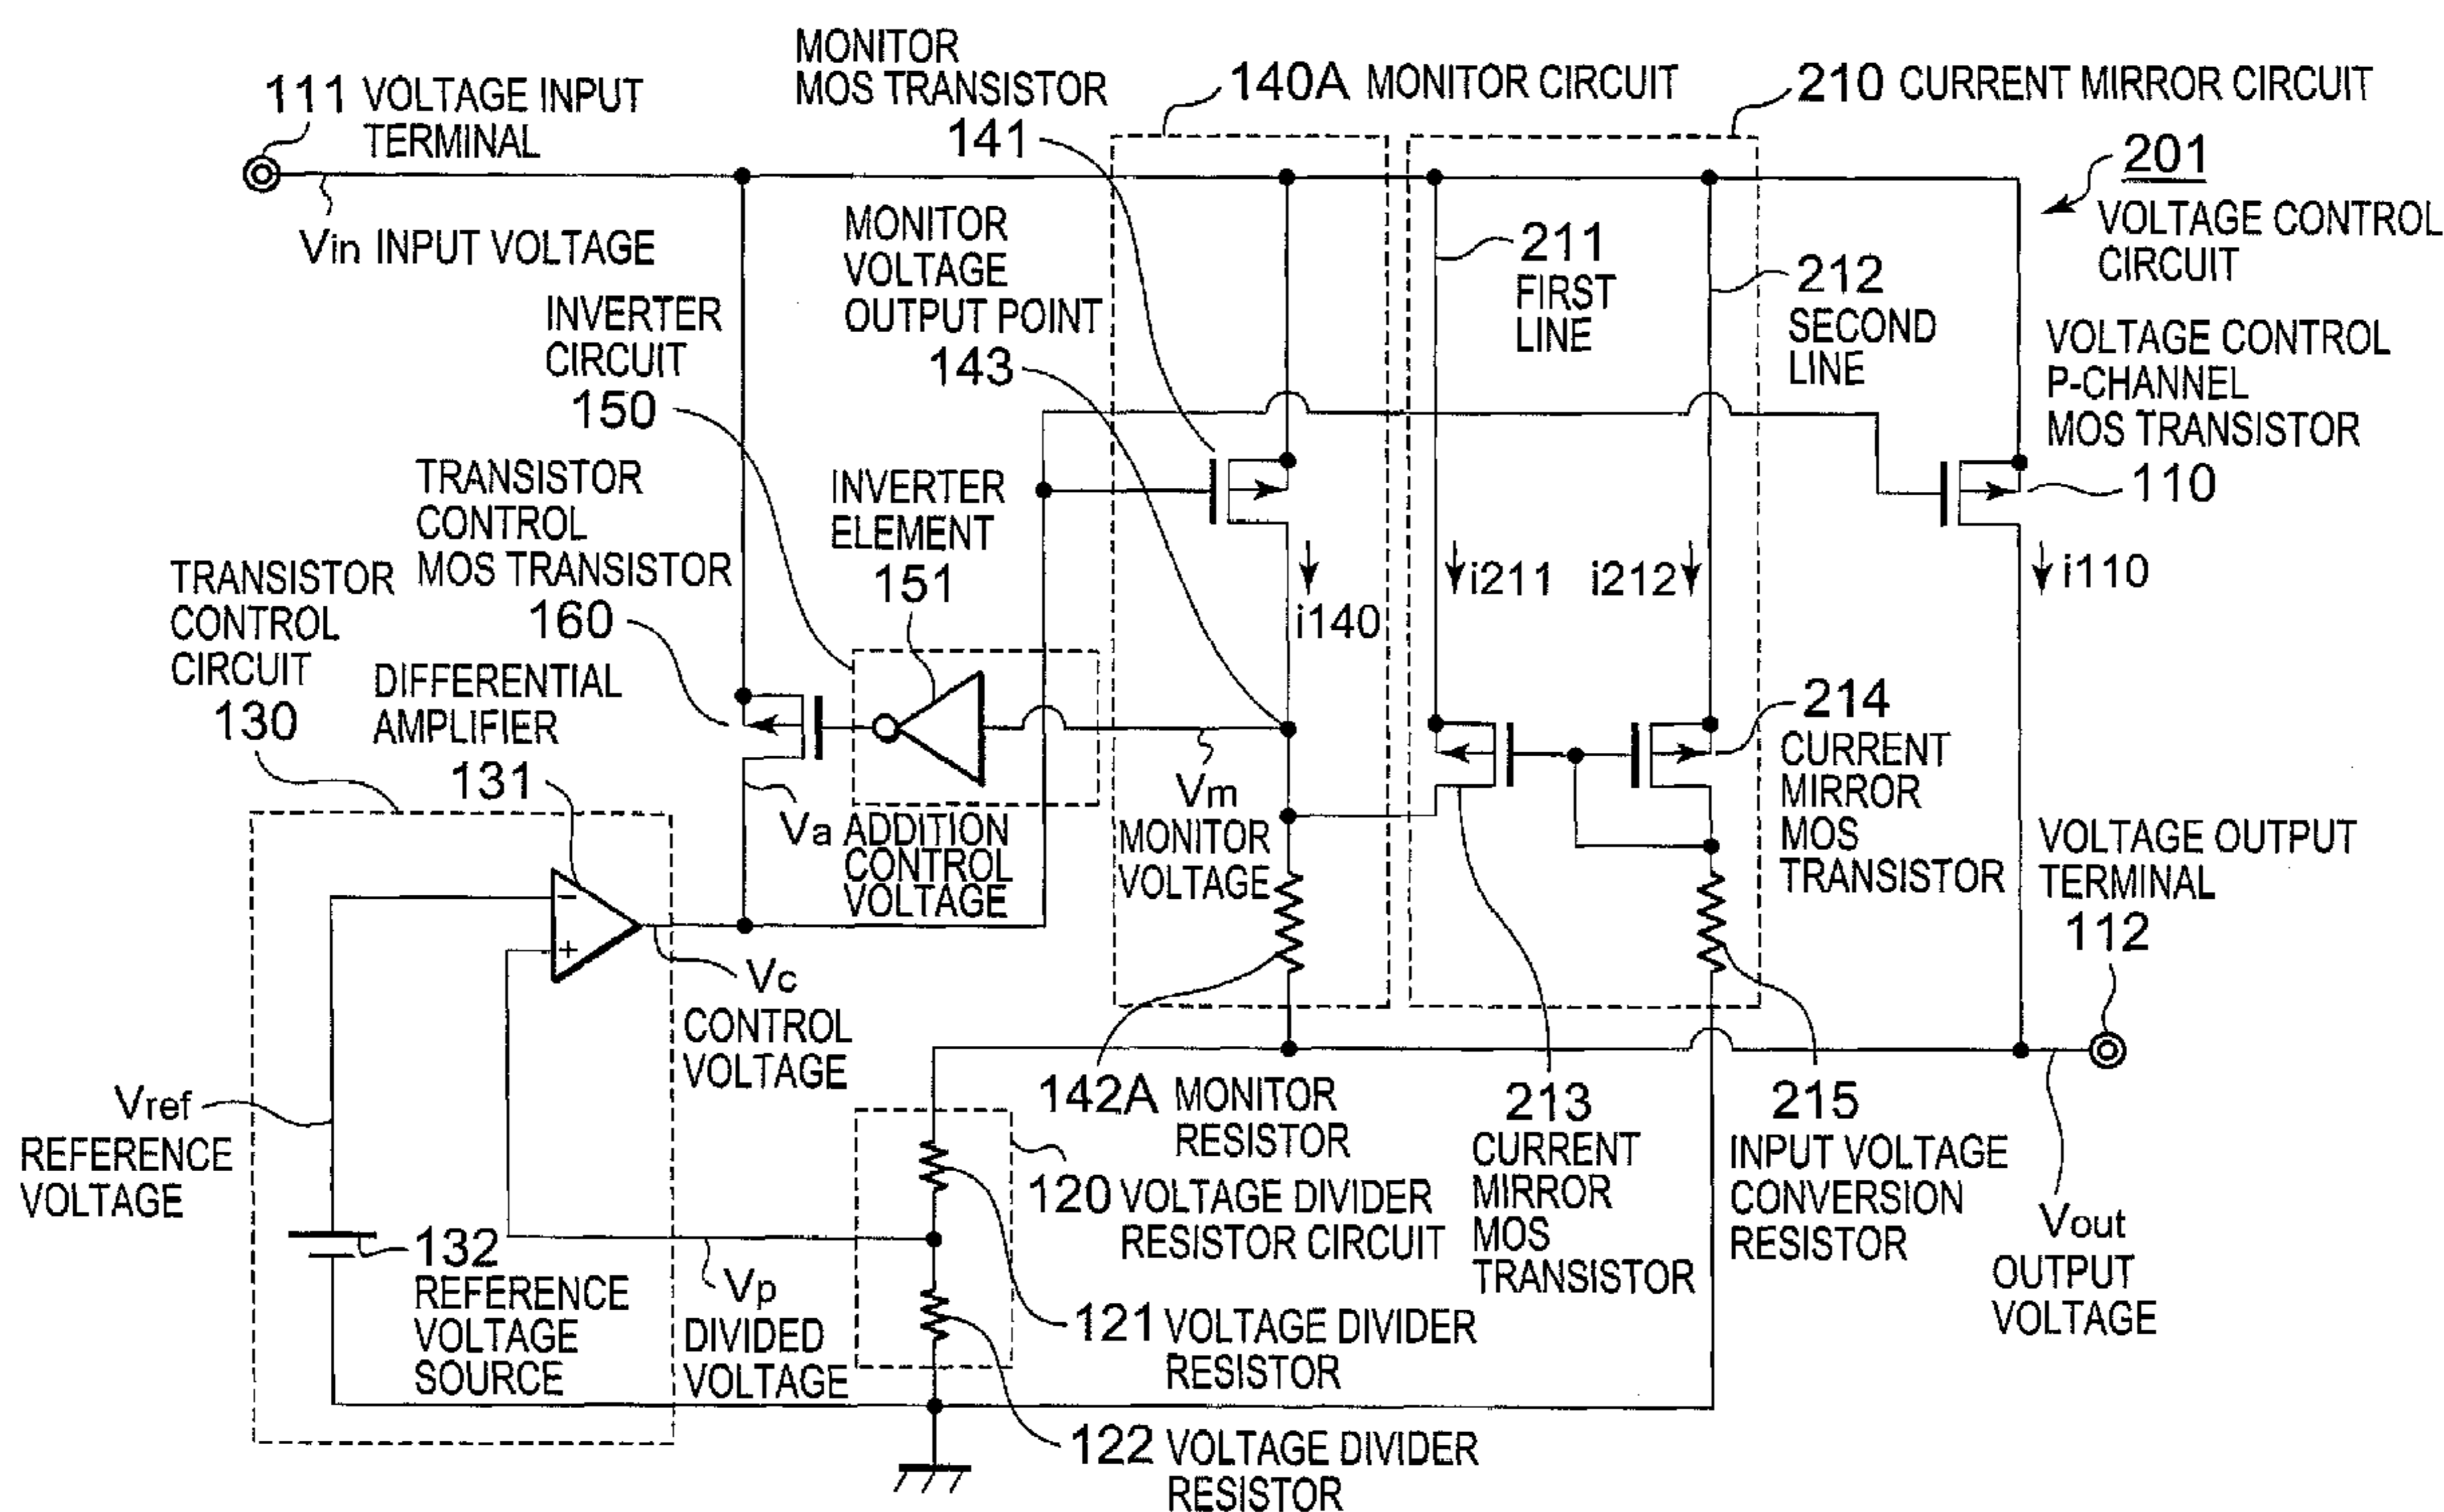 MONITOR
MOS TRANSISTOR
141
140A MONITOR CIRCUIT
210 CURRENT MIRROR CIRCUIT
111 VOLTAGE INPUT
TERMINAL
201
VOLTAGE CONTROL
CIRCUIT
Vin INPUT VOLTAGE
MONITOR
VOLTAGE
OUTPUT POINT
143
211
FIRST
LINE
212
SECOND
LINE
INVERTER
CIRCUIT
150
VOLTAGE CONTROL
P-CHANNEL
MOS TRANSISTOR
110
TRANSISTOR
CONTROL
MOS TRANSISTOR
160
INVERTER
ELEMENT
151
i140
i211
i212
i110
TRANSISTOR
CONTROL
CIRCUIT
130
DIFFERENTIAL
AMPLIFIER
131
214
CURRENT
MIRROR
MOS
TRANSISTOR
Vm
MONITOR
VOLTAGE
Va ADDITION
CONTROL
VOLTAGE
VOLTAGE OUTPUT
TERMINAL
112
-
+
Vc
CONTROL
VOLTAGE
Vref
REFERENCE
VOLTAGE
142A MONITOR
RESISTOR
213
CURRENT
MIRROR
MOS
TRANSISTOR
215
INPUT VOLTAGE
CONVERSION
RESISTOR
120 VOLTAGE DIVIDER
RESISTOR CIRCUIT
Vout
OUTPUT
VOLTAGE
132
REFERENCE
VOLTAGE
SOURCE
Vp
DIVIDED
VOLTAGE
121 VOLTAGE DIVIDER
RESISTOR
122 VOLTAGE DIVIDER
RESISTOR